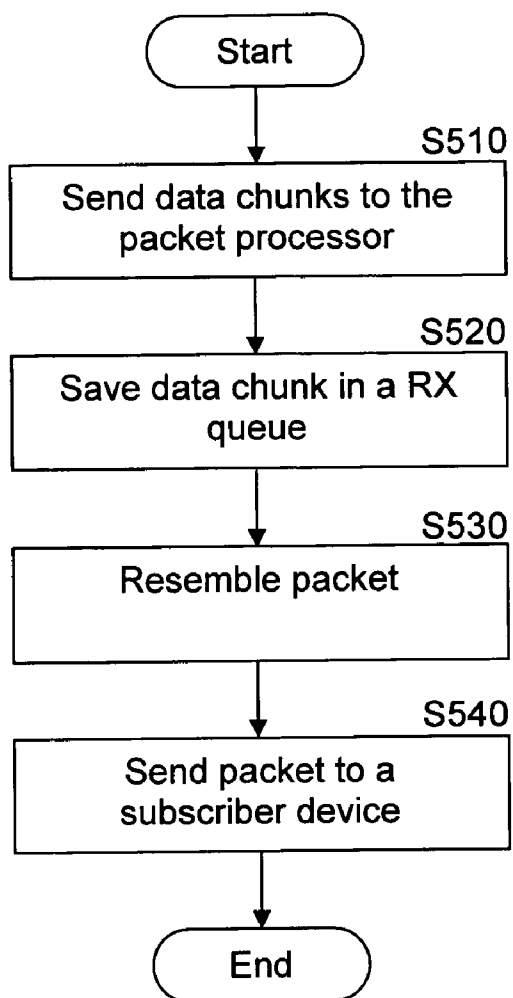 Start
S510
Send data chunks to the
packet processor
S520
Save data chunk in a RX
queue
S530
Resemble packet
S540
Send packet to a
subscriber device
End